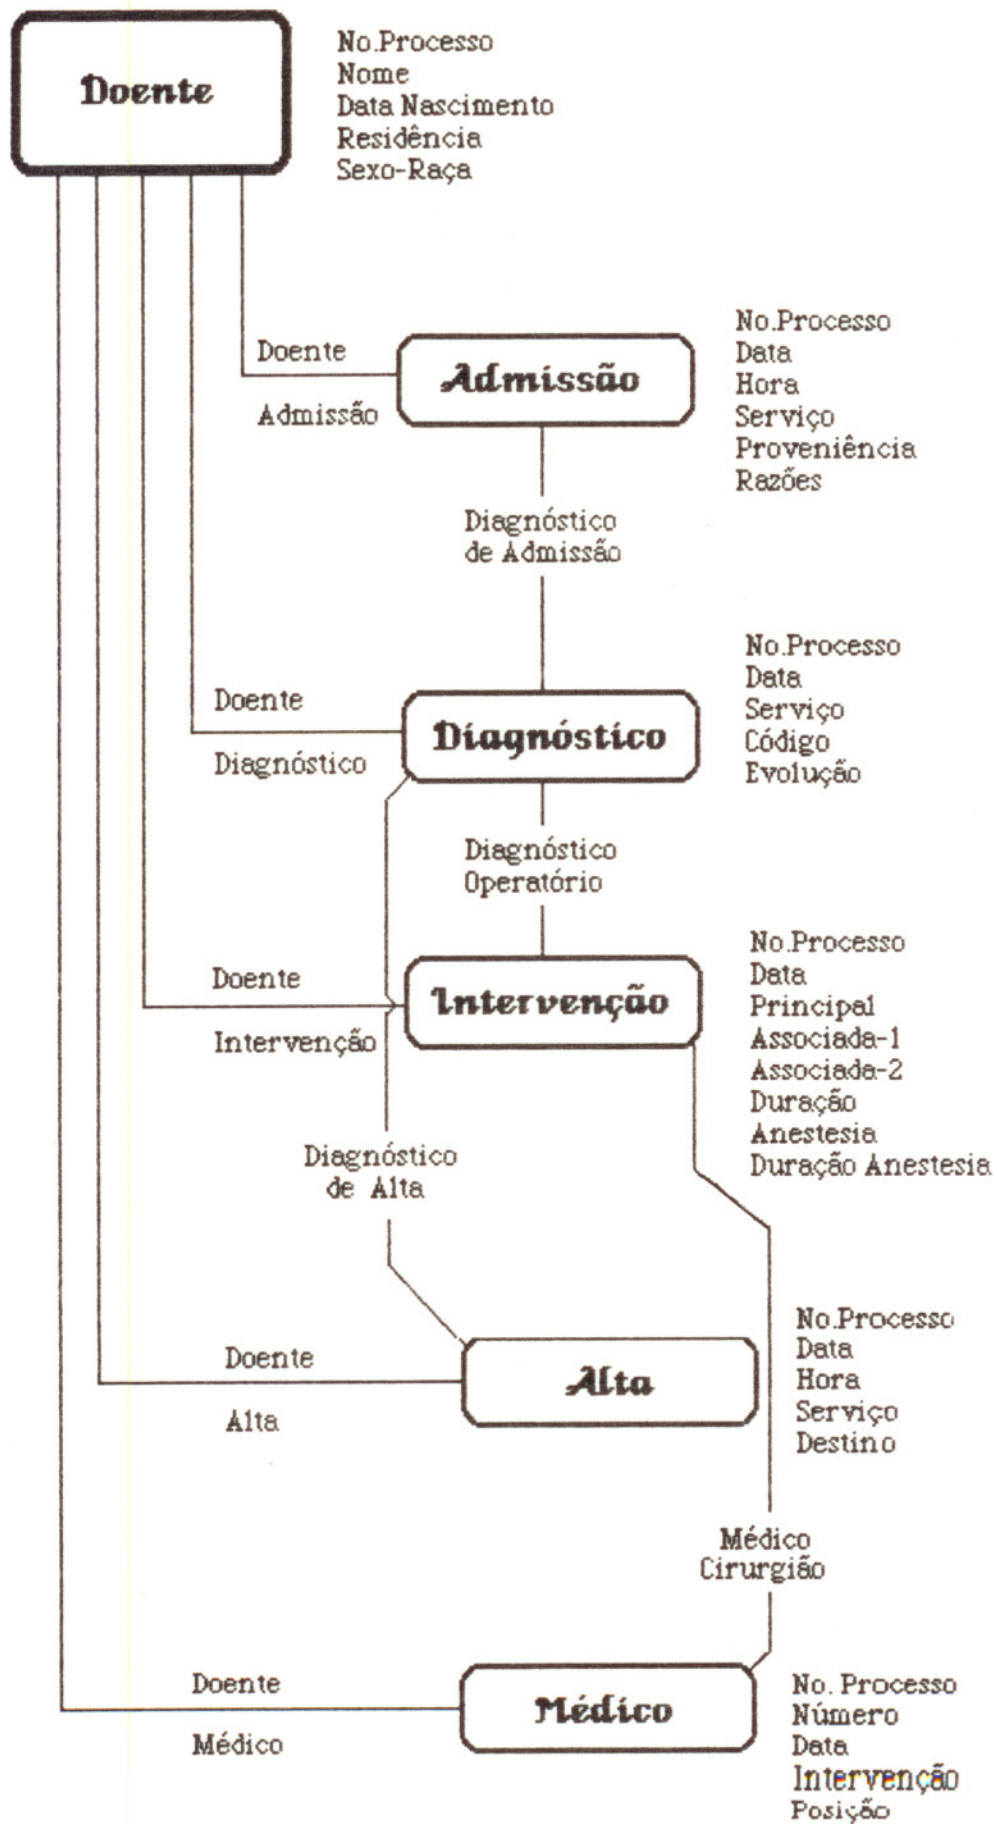 Doente
No.Processo
Nome
Data Nascimento
Residência
Sexo-Raça
Doente
Admissão
Admissão
No.Processo
Data
Hora
Serviço
Proveniência
Razões
Diagnóstico
de Admissão
Doente
Diagnóstico
Diagnóstico
No.Processo
Data
Serviço
Código
Evolução
Diagnóstico
Operatório
Doente
Intervenção
Intervenção
No.Processo
Data
Principal
Associada-1
Associada-2
Duração
Anestesia
Duração Anestesia
Diagnóstico
de Alta
Doente
Alta
Alta
No.Processo
Data
Hora
Serviço
Destino
Médico
Cirurgião
Doente
Médico
Médico
No. Processo
Número
Data
Intervenção
Posição